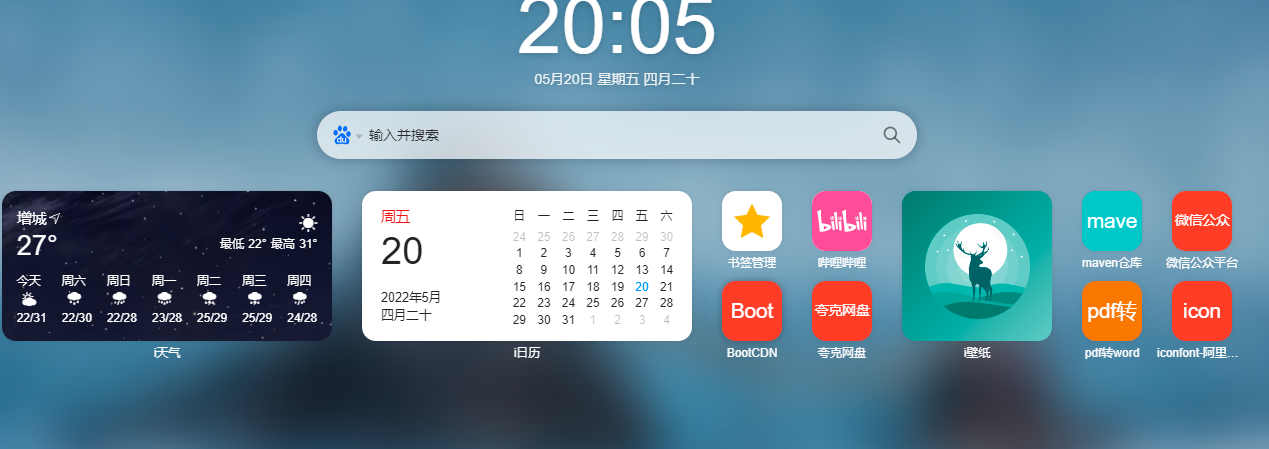 20:05
05月20日 星期五 四月二十
du
输入并搜索
增城
27°
最低 22° 最高 31°
今天 周六 周日 周一 周二 周三 周四
22/31 22/30 22/28 23/28 25/29 25/29 24/28
i天气
周五
20
2022年5月
四月二十
日 一 二 三 四 五 六
24 25 26 27 28 29 30
1 2 3 4 5 6 7
8 9 10 11 12 13 14
15 16 17 18 19 20 21
22 23 24 25 26 27 28
29 30 31 1 2 3 4
i日历
书签管理
bilibili
哔哩哔哩
Boot
BootCDN
夸克网盘
夸克网盘
i壁纸
mave
maven仓库
微信公众
微信公众平台
pdf转
pdf转word
icon
iconfont-阿里...